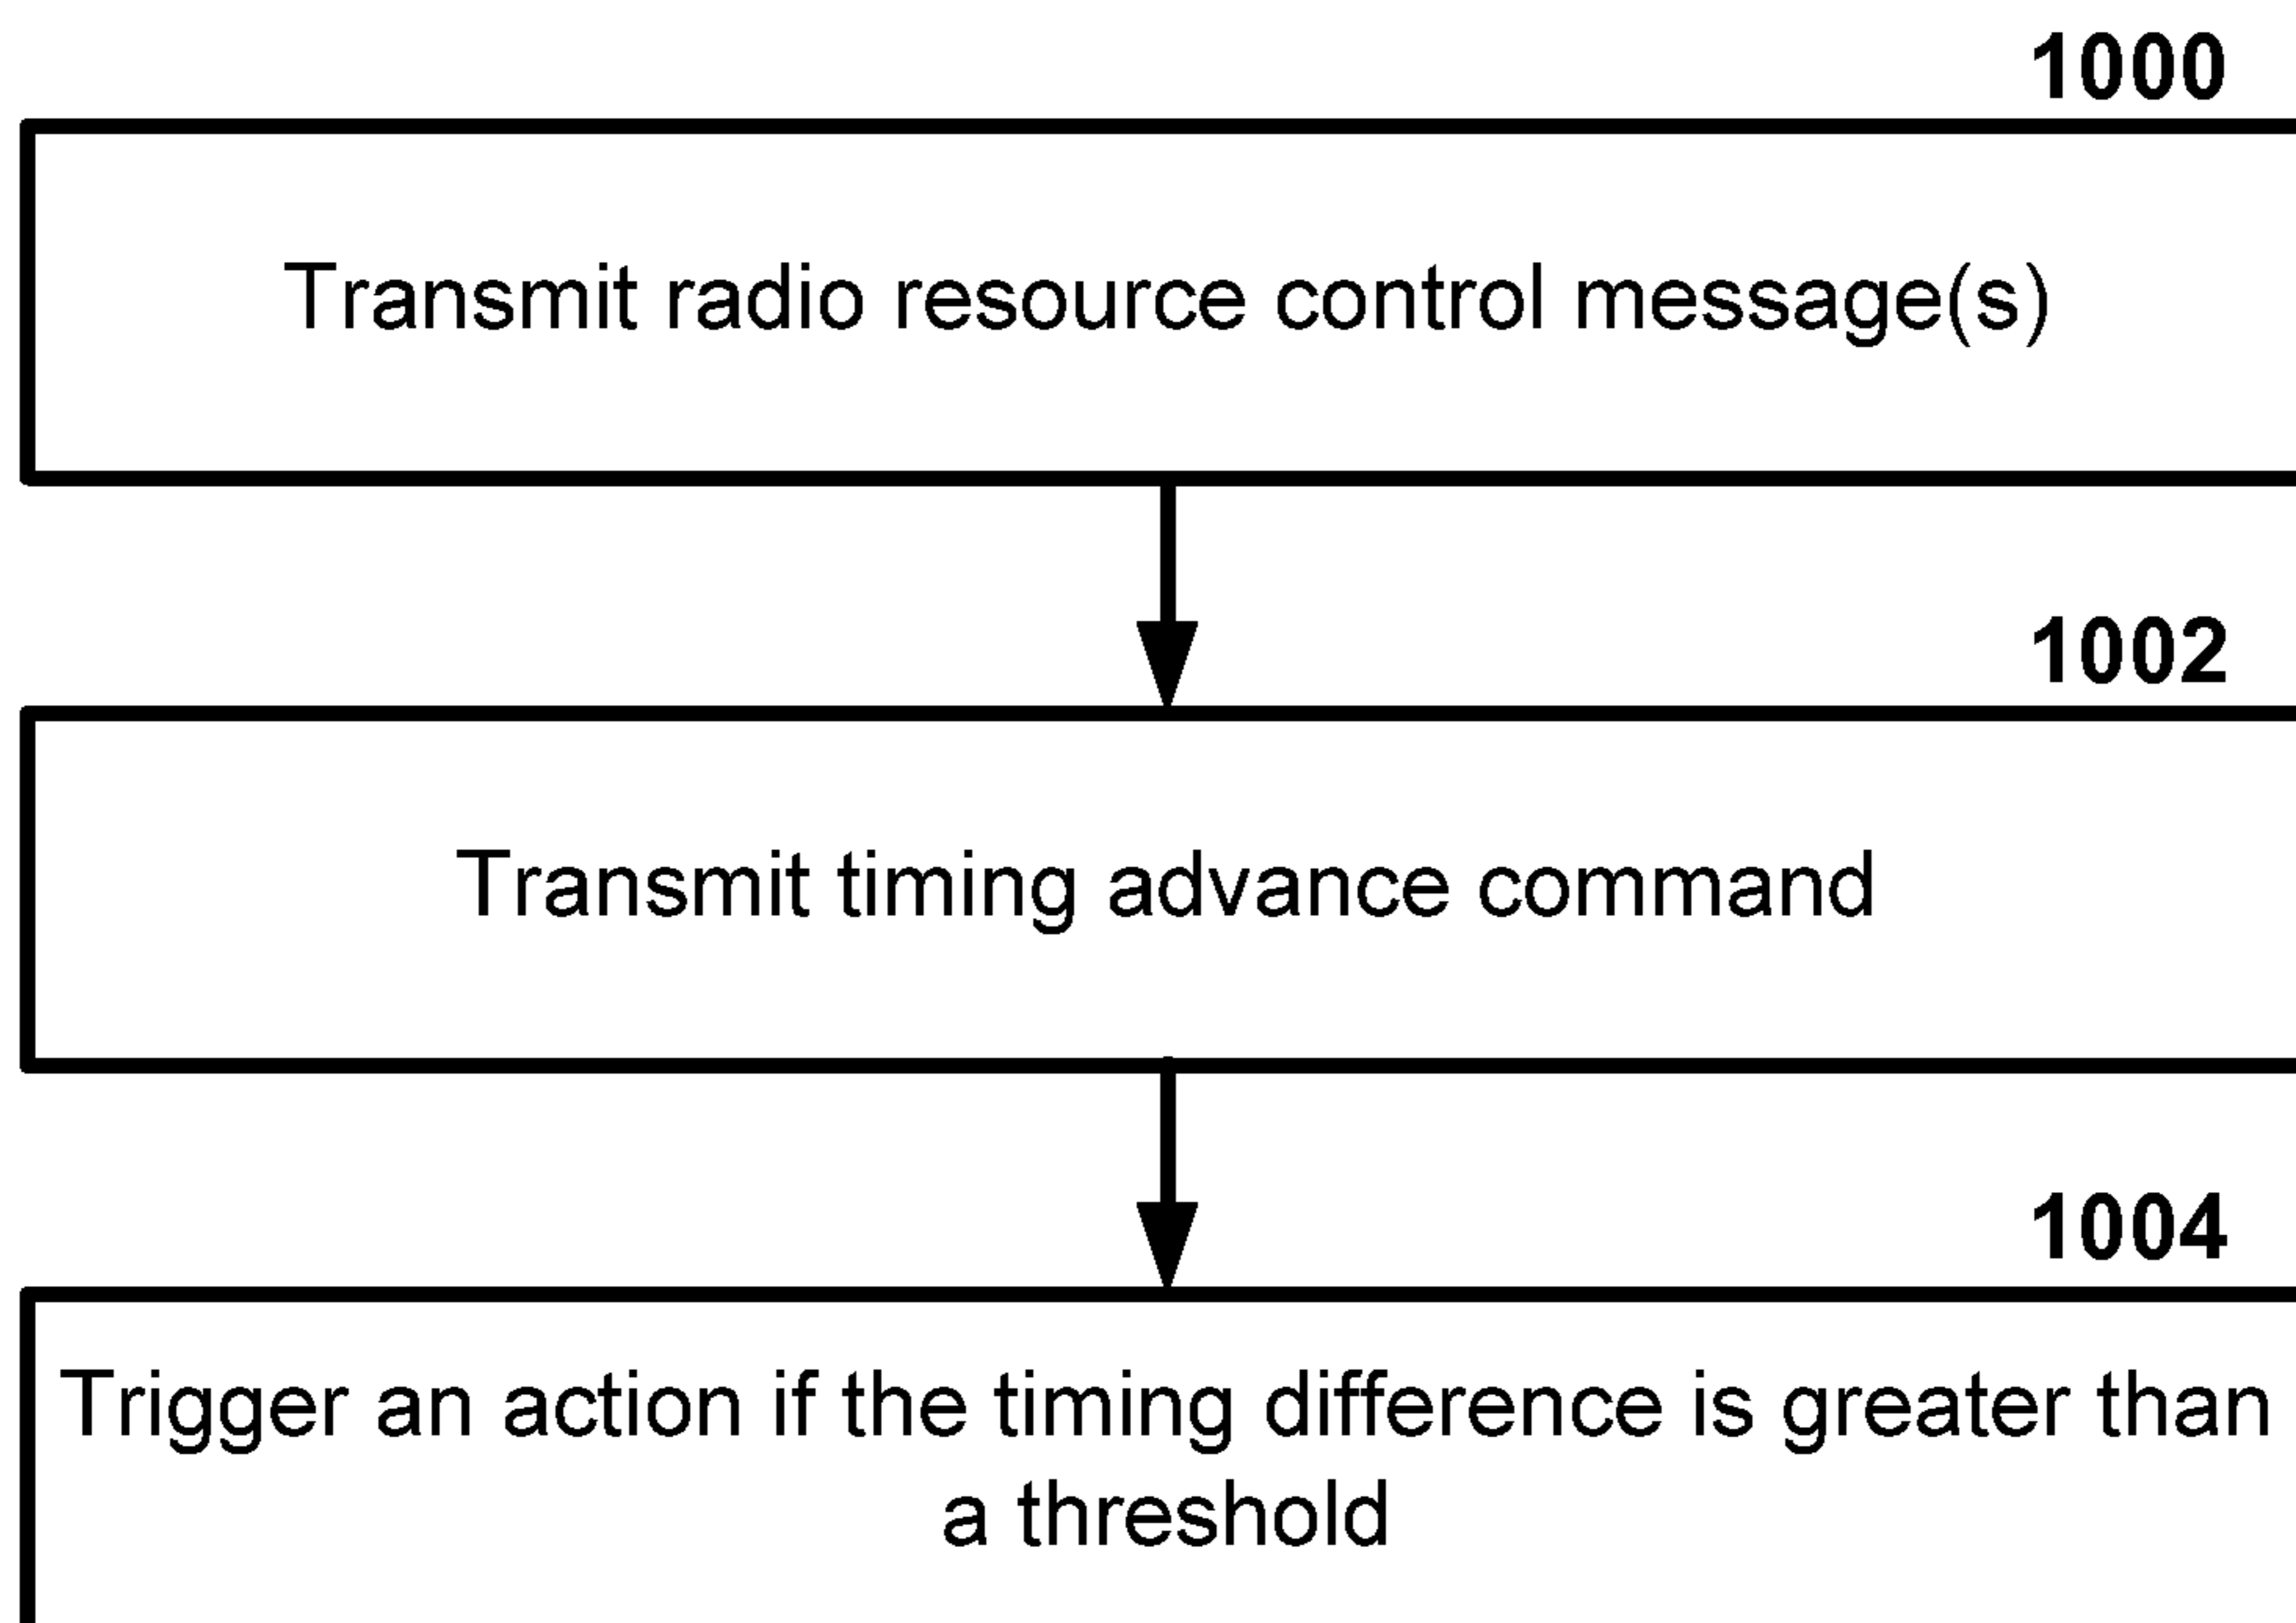 1000
Transmit radio resource control message(s)
1002
Transmit timing advance command
1004
Trigger an action if the timing difference is greater than
a threshold